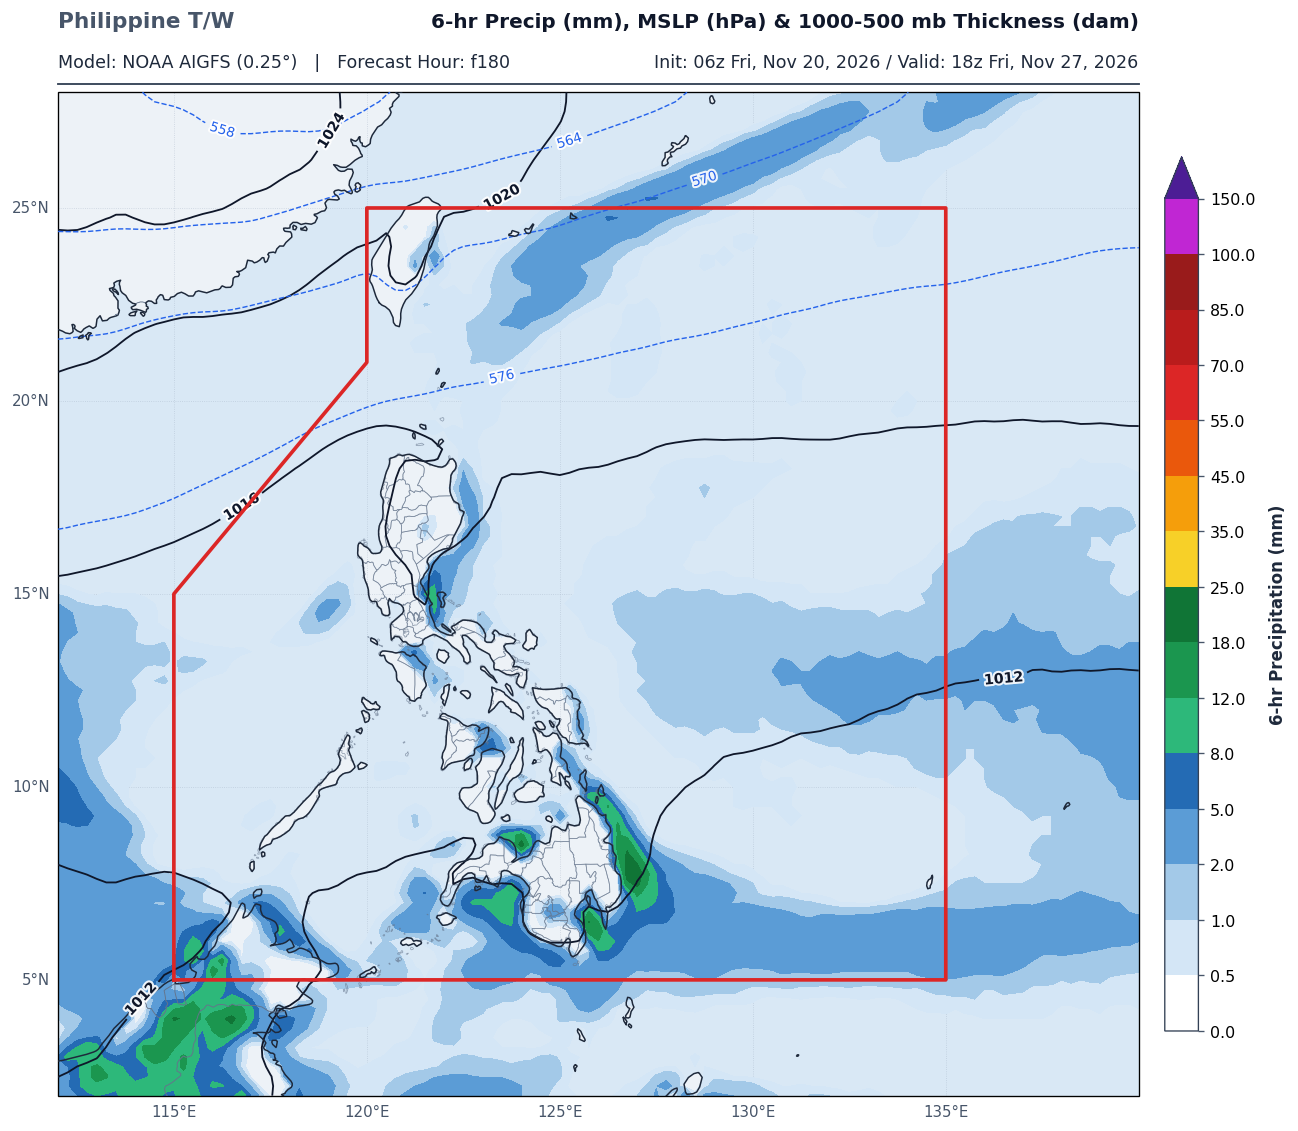 Philippine T/W
6-hr Precip (mm), MSLP (hPa) & 1000-500 mb Thickness (dam)
Model: NOAA AIGFS (0.25°) | Forecast Hour: f180
Init: 06z Fri, Nov 20, 2026 / Valid: 18z Fri, Nov 27, 2026
558
1024
564
1020
570
576
1016
1012
1012
25°N
20°N
15°N
10°N
5°N
115°E
120°E
125°E
130°E
135°E
150.0
100.0
85.0
70.0
55.0
45.0
35.0
25.0
18.0
12.0
8.0
5.0
2.0
1.0
0.5
0.0
6-hr Precipitation (mm)